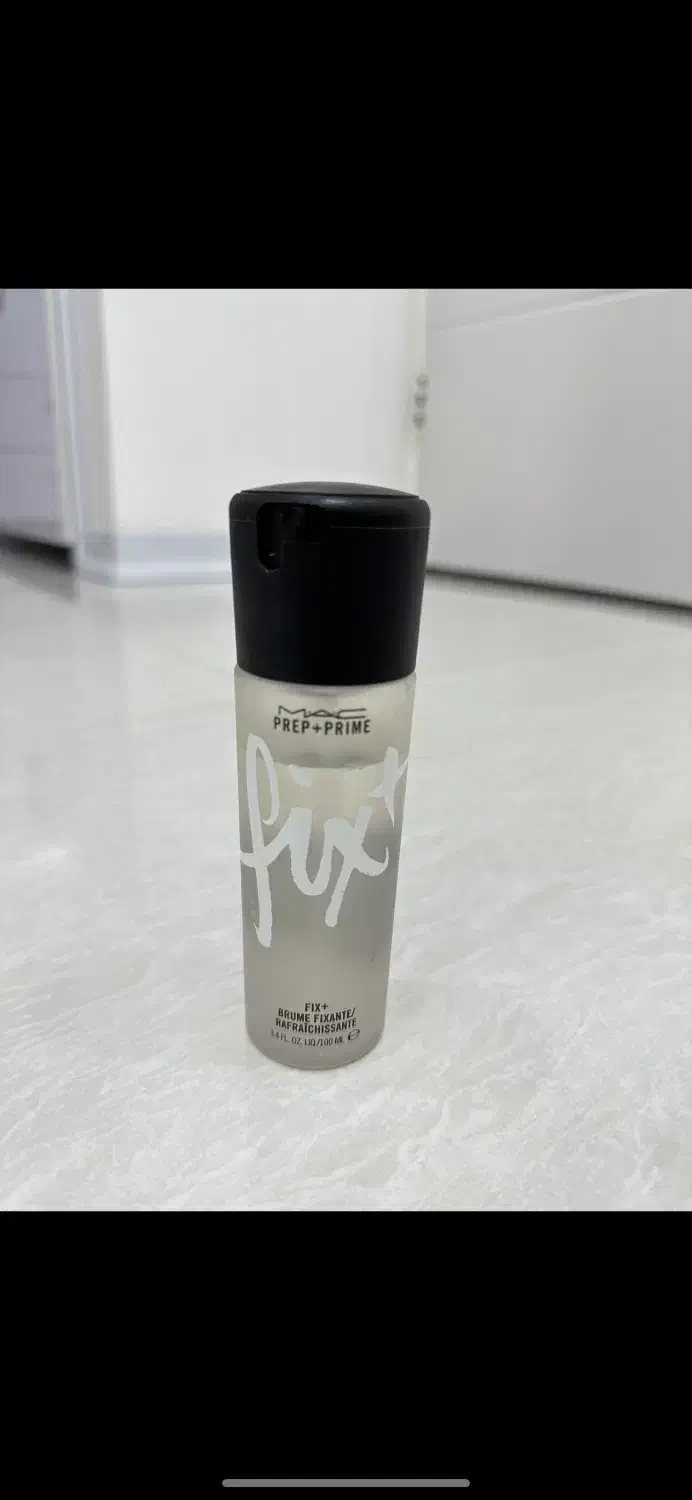 MAC
PREP+PRIME
fix+
FIX+
BRUME FIXANTE/
RAFRAÎCHISSANTE
3.4 FL. OZ. LIQ/100 ML ℮